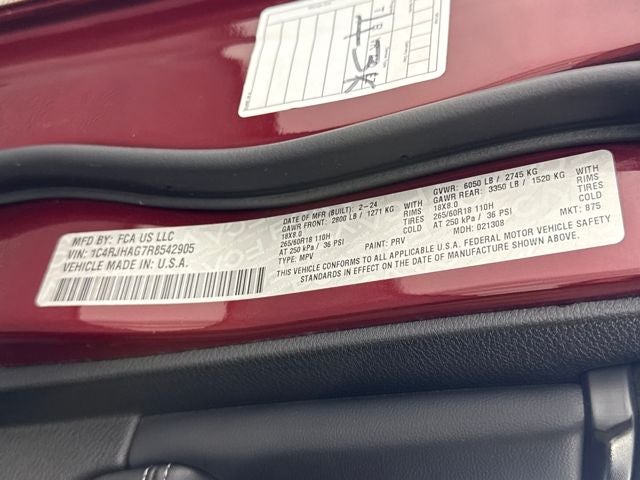 MFD BY: FCA US LLC
VIN: 1C4RJHAG7R8542905
VEHICLE MADE IN U.S.A.
DATE OF MFR (BUILT): 2-24
GAWR FRONT: 2800 LB / 1271 KG
WITH
18X8.0
RIMS
265/60R18 110H
TIRES
AT 250 kPa / 36 PSI
COLD
TYPE: MPV
PAINT: PRV
GVWR: 6050 LB / 2745 KG
GAWR REAR: 3350 LB / 1520 KG
WITH
18X8.0
RIMS
265/60R18 110H
TIRES
AT 250 kPa / 36 PSI
COLD
MDH: 021308
MKT: 875
THIS VEHICLE CONFORMS TO ALL APPLICABLE U.S.A. FEDERAL MOTOR VEHICLE
SAFETY STANDARDS IN EFFECT ON THE DATE OF MANUFACTURE SHOWN ABOVE.